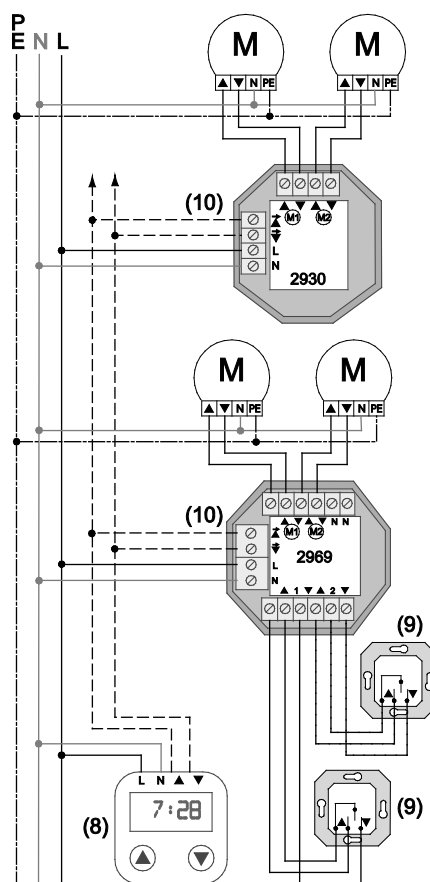 PE N L
M M
▲ ▼ N PE ▲ ▼ N PE
(10)
▲ ▼ ▲ ▼
M1 M2
▲
▼
L
N
2930
M M
▲ ▼ N PE ▲ ▼ N PE
(10)
▲ ▼ ▲ ▼ N N
M1 M2
▲
▼
L
N
2969
▲ 1 ▼ ▲ 2 ▼
(9)
▲ ▼
L N ▲ ▼
7:28
(8)
▲ ▼
(9)
▲ ▼